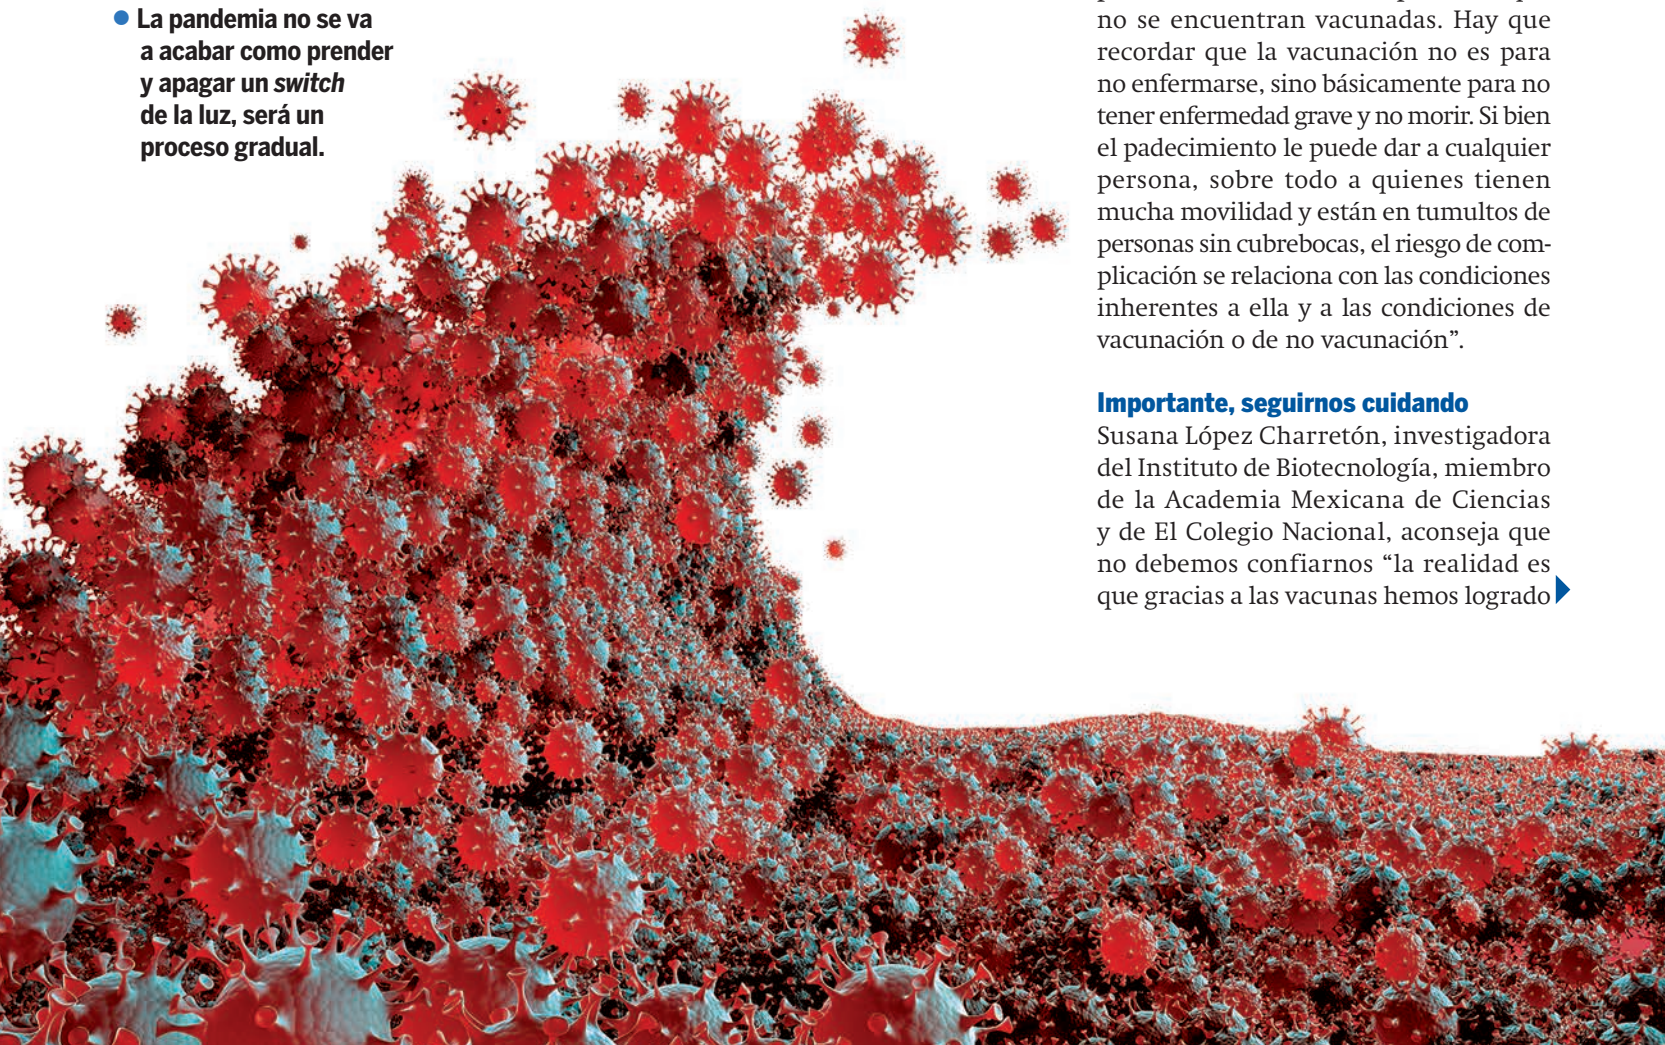 ● La pandemia no se va
a acabar como prender
y apagar un switch
de la luz, será un
proceso gradual.
no se encuentran vacunadas. Hay que
recordar que la vacunación no es para
no enfermarse, sino básicamente para no
tener enfermedad grave y no morir. Si bien
el padecimiento le puede dar a cualquier
persona, sobre todo a quienes tienen
mucha movilidad y están en tumultos de
personas sin cubrebocas, el riesgo de com-
plicación se relaciona con las condiciones
inherentes a ella y a las condiciones de
vacunación o de no vacunación”.
Importante, seguirnos cuidando
Susana López Charretón, investigadora
del Instituto de Biotecnología, miembro
de la Academia Mexicana de Ciencias
y de El Colegio Nacional, aconseja que
no debemos confiarnos “la realidad es
que gracias a las vacunas hemos logrado